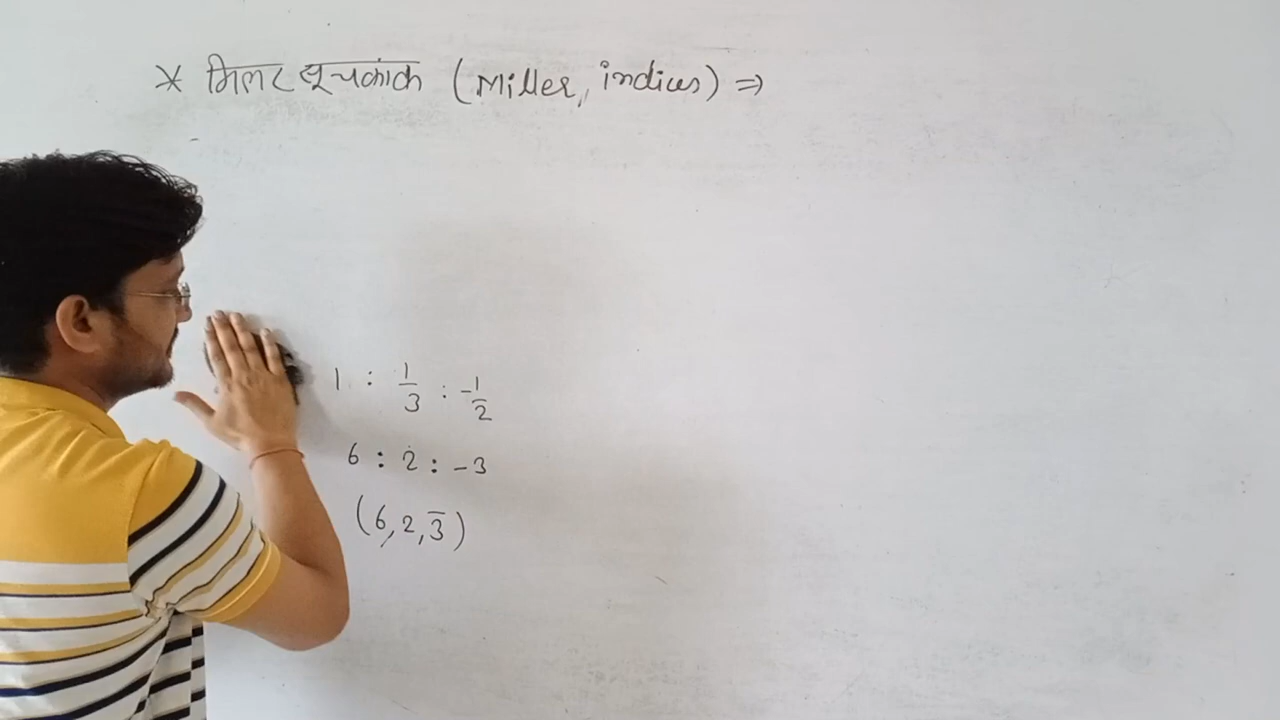 * मिलर सूचकांक (Miller, indices) ⇒
1 : 1/3 : -1/2
6 : 2 : -3
(6, 2, 3̅)